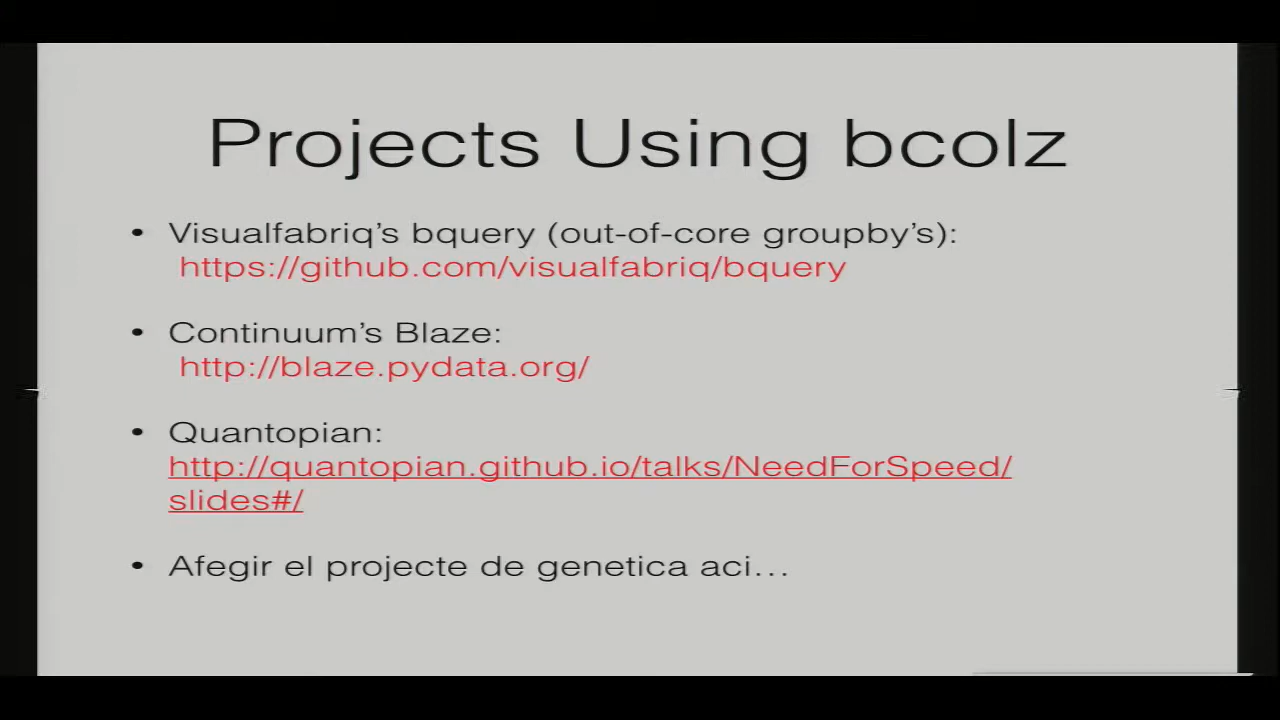 Projects Using bcolz
• Visualfabriq's bquery (out-of-core groupby's):
https://github.com/visualfabriq/bquery
• Continuum's Blaze:
http://blaze.pydata.org/
• Quantopian:
http://quantopian.github.io/talks/NeedForSpeed/
slides#/
• Afegir el projecte de genetica aci…